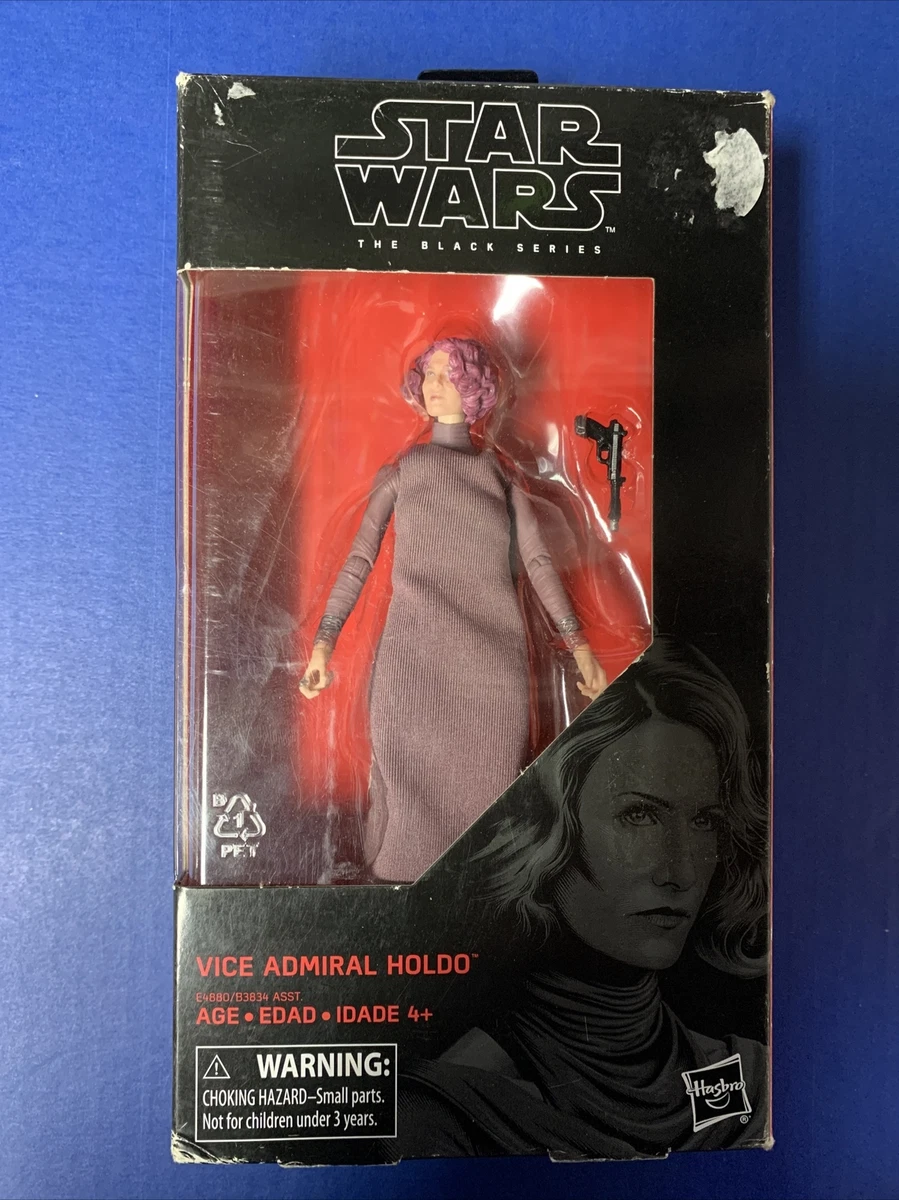 STAR
WARS™
THE BLACK SERIES
1
PET
VICE ADMIRAL HOLDO™
E4880/B3834 ASST.
AGE • EDAD • IDADE 4+
WARNING:
CHOKING HAZARD–Small parts.
Not for children under 3 years.
Hasbro
®